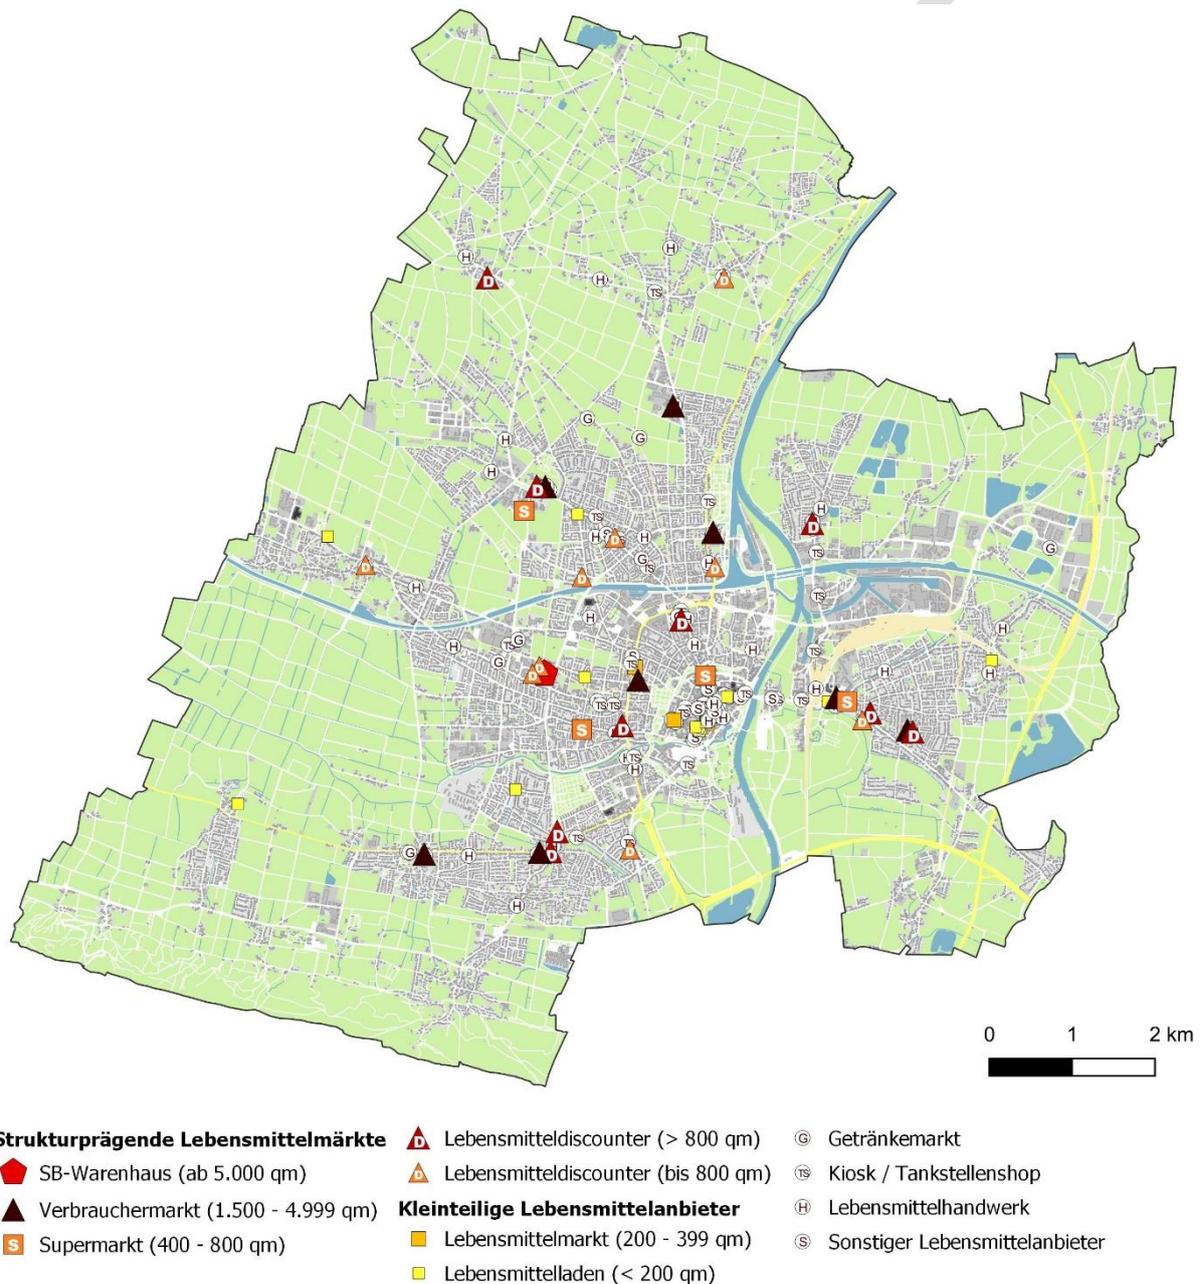 0 1 2 km
Strukturprägende Lebensmittelmärkte
SB-Warenhaus (ab 5.000 qm)
Verbrauchermarkt (1.500 - 4.999 qm)
S Supermarkt (400 - 800 qm)
D Lebensmitteldiscounter (> 800 qm)
D Lebensmitteldiscounter (bis 800 qm)
Kleinteilige Lebensmittelanbieter
Lebensmittelmarkt (200 - 399 qm)
Lebensmittelladen (< 200 qm)
G Getränkemarkt
TS Kiosk / Tankstellenshop
H Lebensmittelhandwerk
S Sonstiger Lebensmittelanbieter